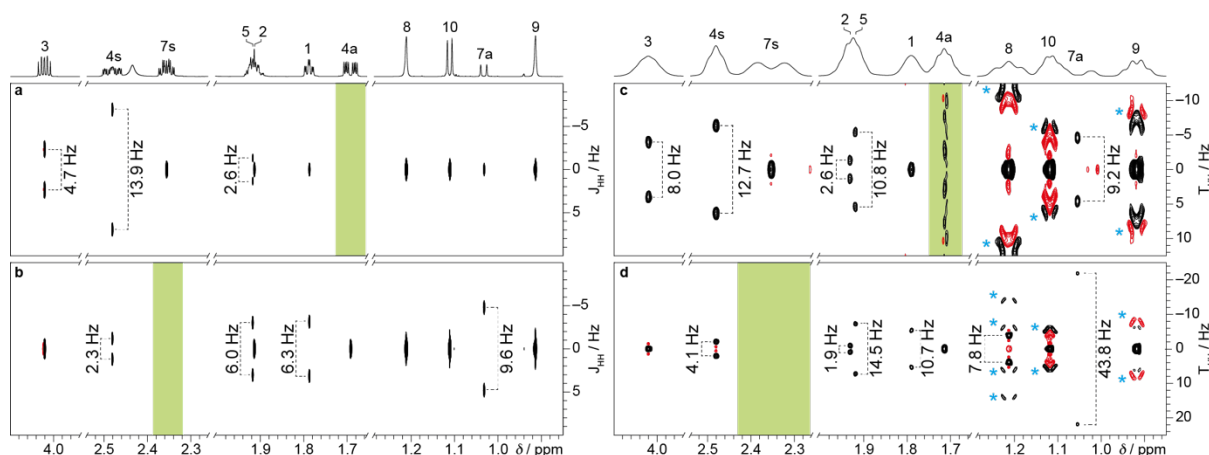 3 4s 7s 5 2 1 4a 8 10 7a 9
a
4.7 Hz 13.9 Hz 2.6 Hz
-5 0 5
J_HH / Hz
b
2.3 Hz 6.0 Hz 6.3 Hz 9.6 Hz
-5 0 5
J_HH / Hz
4.0 2.5 2.4 2.3 1.9 1.8 1.7 1.2 1.1 1.0 δ / ppm
3 4s 7s 2 5 1 4a 8 10 7a 9
c
8.0 Hz 12.7 Hz 2.6 Hz 10.8 Hz * * 9.2 Hz * * * *
-10 -5 0 5 10
/ Hz
d
4.1 Hz 1.9 Hz 14.5 Hz 10.7 Hz 7.8 Hz * * * * * * 43.8 Hz * *
-20 -10 0 10 20
/ Hz
4.0 2.5 2.4 2.3 1.9 1.8 1.7 1.2 1.1 1.0 δ / ppm